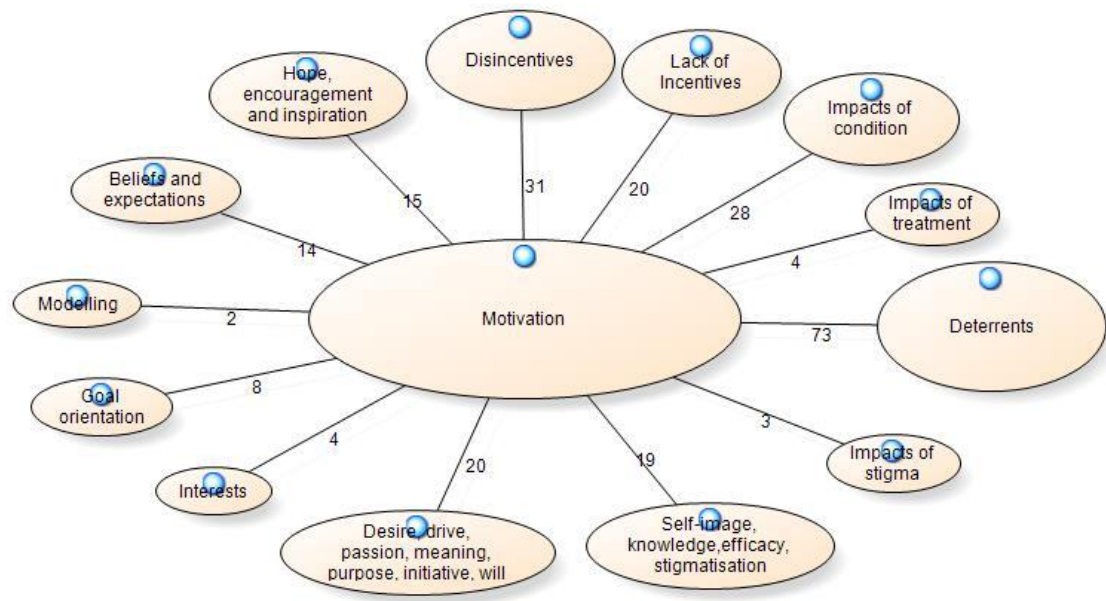 Disincentives
Lack of
Incentives
Hope,
encouragement
and inspiration
Impacts of
condition
Beliefs and
expectations
Impacts of
treatment
15
31
20
28
14
4
Modelling
2
Motivation
73
Deterrents
Goal
orientation
8
3
Impacts of
stigma
4
Interests
20
19
Desire, drive,
passion, meaning,
purpose, initiative, will
Self-image,
knowledge,efficacy,
stigmatisation